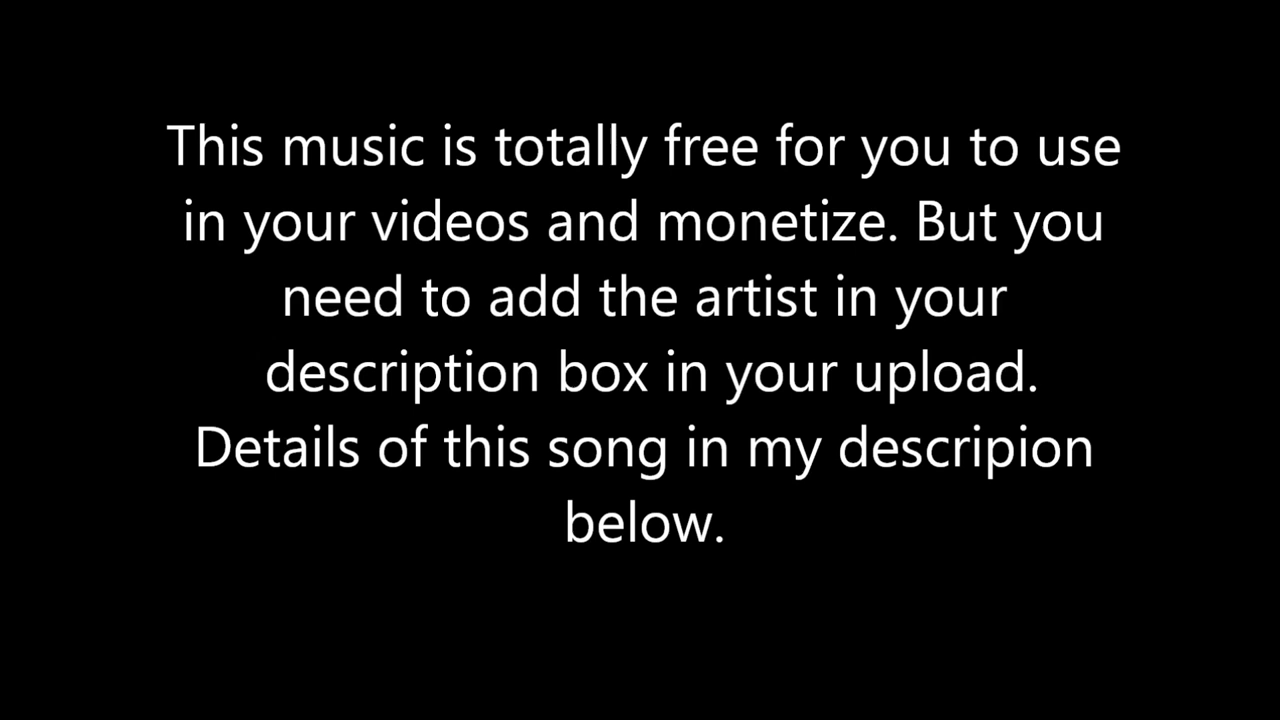 This music is totally free for you to use
in your videos and monetize. But you
need to add the artist in your
description box in your upload.
Details of this song in my descripion
below.